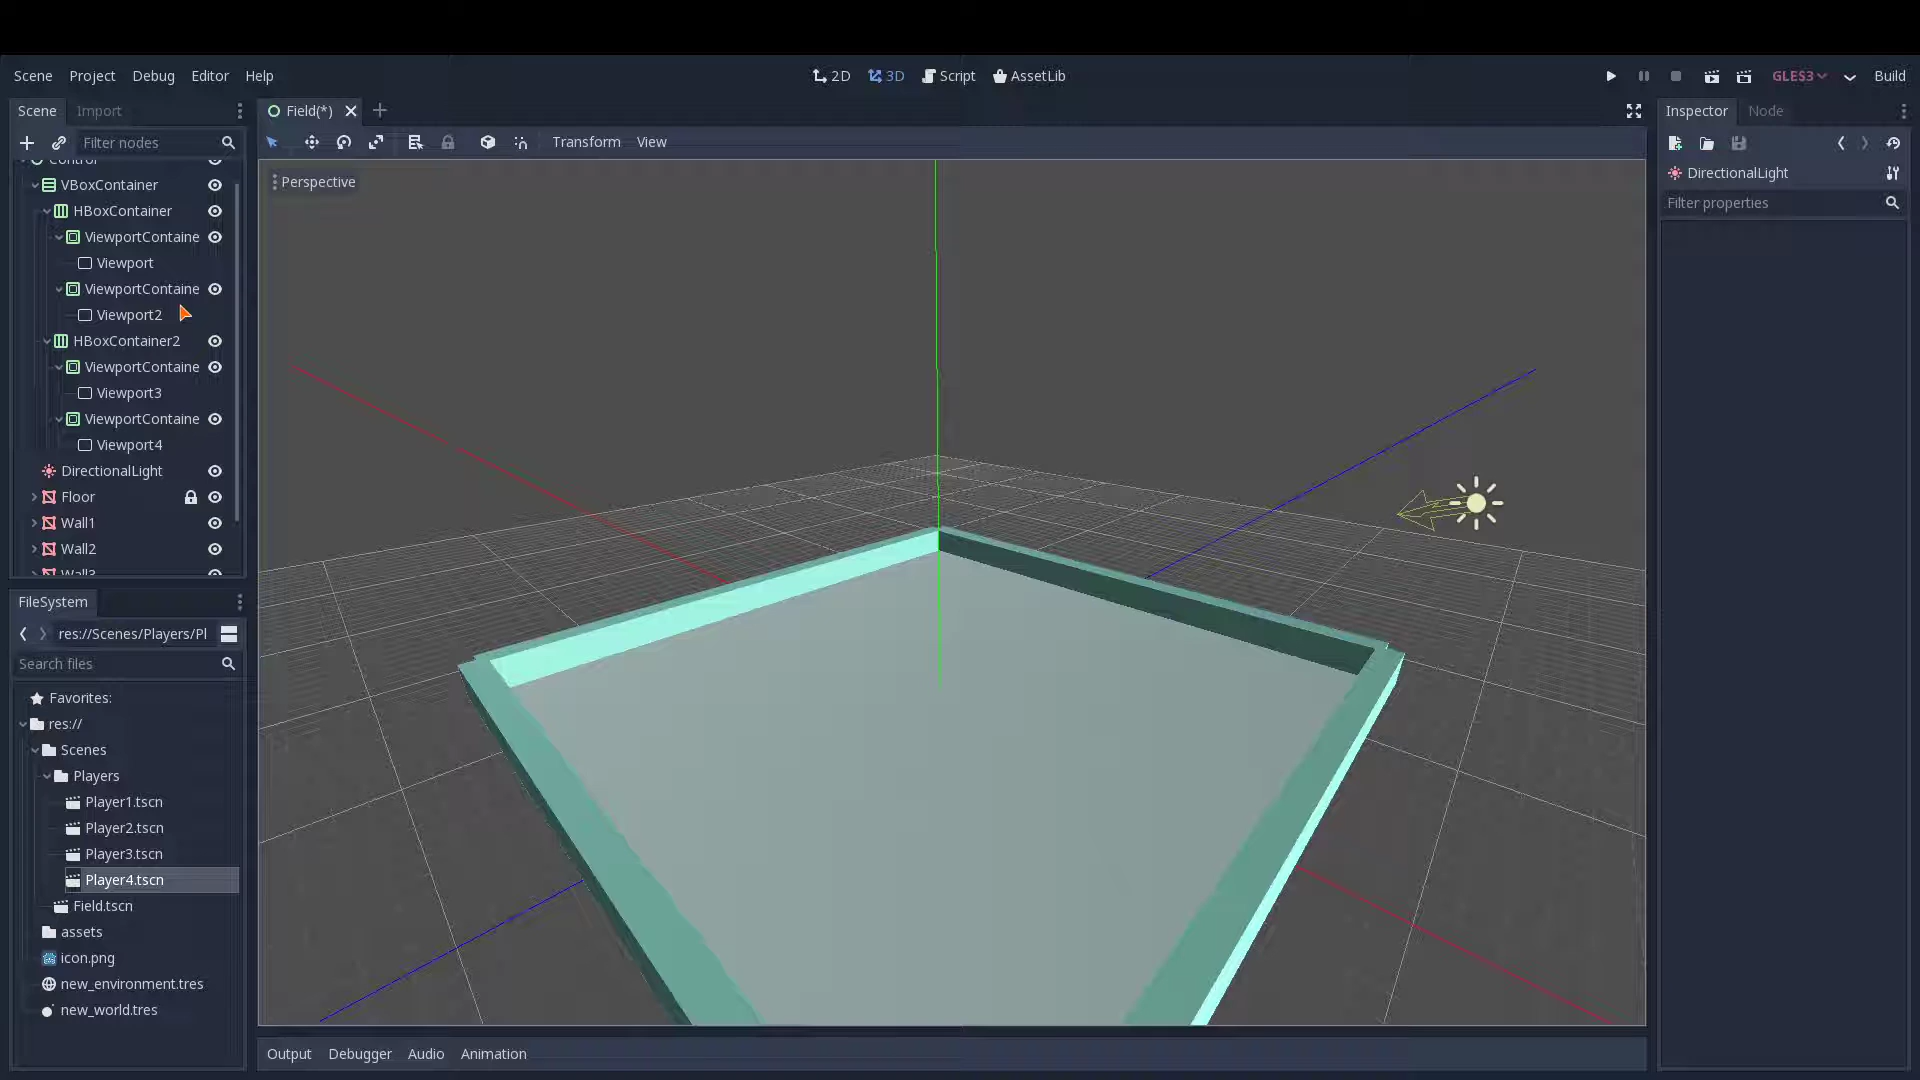 Scene Project Debug Editor Help
2D 3D Script AssetLib
GLES3 Build
Scene Import
Filter nodes
Control
VBoxContainer
HBoxContainer
ViewportContaine
Viewport
ViewportContaine
Viewport2
HBoxContainer2
ViewportContaine
Viewport3
ViewportContaine
Viewport4
DirectionalLight
Floor
Wall1
Wall2
Wall3
FileSystem
res://Scenes/Players/Pl
Search files
Favorites:
res://
Scenes
Players
Player1.tscn
Player2.tscn
Player3.tscn
Player4.tscn
Field.tscn
assets
icon.png
new_environment.tres
new_world.tres
Field(*)
Transform View
Perspective
Output Debugger Audio Animation
Inspector Node
DirectionalLight
Filter properties